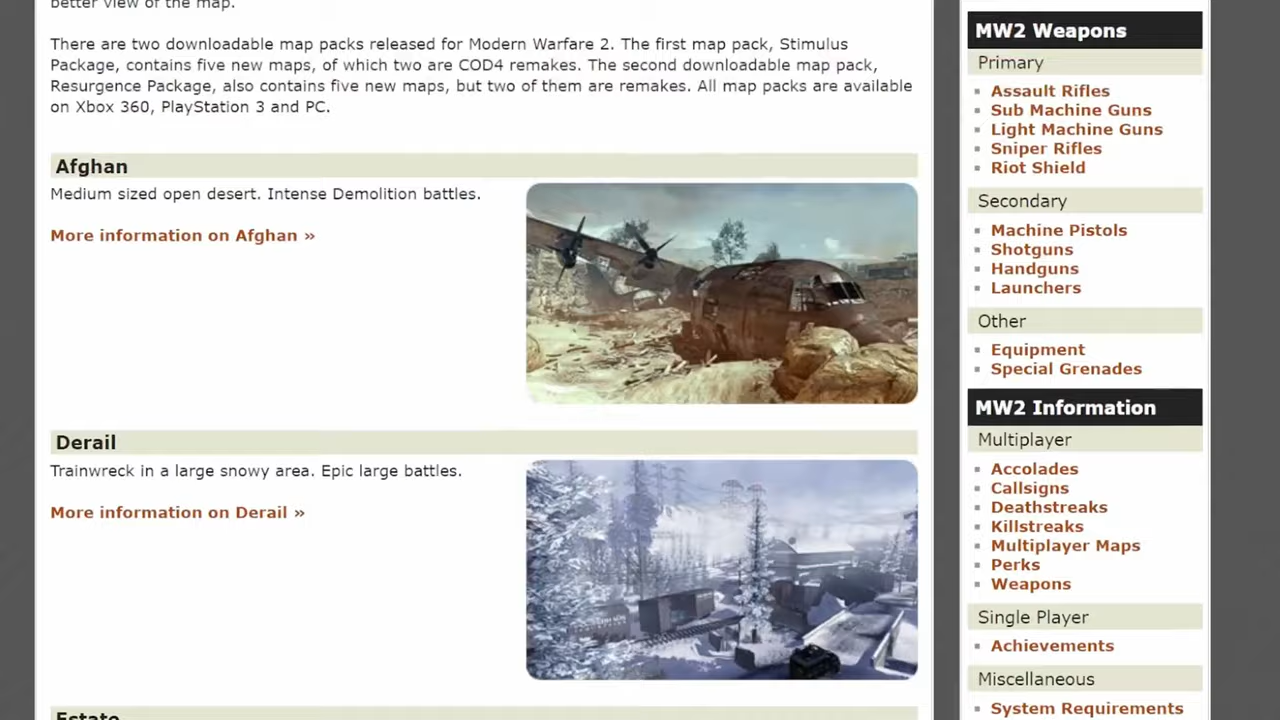 better view of the map.
There are two downloadable map packs released for Modern Warfare 2. The first map pack, Stimulus
Package, contains five new maps, of which two are COD4 remakes. The second downloadable map pack,
Resurgence Package, also contains five new maps, but two of them are remakes. All map packs are available
on Xbox 360, PlayStation 3 and PC.
Afghan
Medium sized open desert. Intense Demolition battles.
More information on Afghan »
Derail
Trainwreck in a large snowy area. Epic large battles.
More information on Derail »
Estate
MW2 Weapons
Primary
Assault Rifles
Sub Machine Guns
Light Machine Guns
Sniper Rifles
Riot Shield
Secondary
Machine Pistols
Shotguns
Handguns
Launchers
Other
Equipment
Special Grenades
MW2 Information
Multiplayer
Accolades
Callsigns
Deathstreaks
Killstreaks
Multiplayer Maps
Perks
Weapons
Single Player
Achievements
Miscellaneous
System Requirements